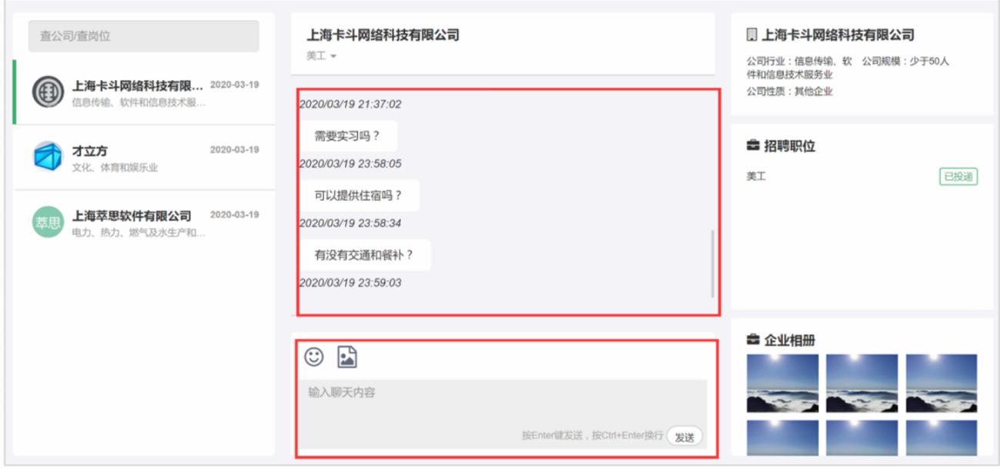 查公司/查岗位
上海卡斗网络科技有限... 2020-03-19
信息传输、软件和信息技术服...
才立方 2020-03-19
文化、体育和娱乐业
萃思
上海萃思软件有限公司 2020-03-19
电力、热力、燃气及水生产和...
上海卡斗网络科技有限公司
美工
2020/03/19 21:37:02
需要实习吗？
2020/03/19 23:58:05
可以提供住宿吗？
2020/03/19 23:58:34
有没有交通和餐补？
2020/03/19 23:59:03
输入聊天内容
按Enter键发送，按Ctrl+Enter换行 发送
上海卡斗网络科技有限公司
公司行业：信息传输、软 公司规模：少于50人
件和信息技术服务业
公司性质：其他企业
招聘职位
美工 已投递
企业相册